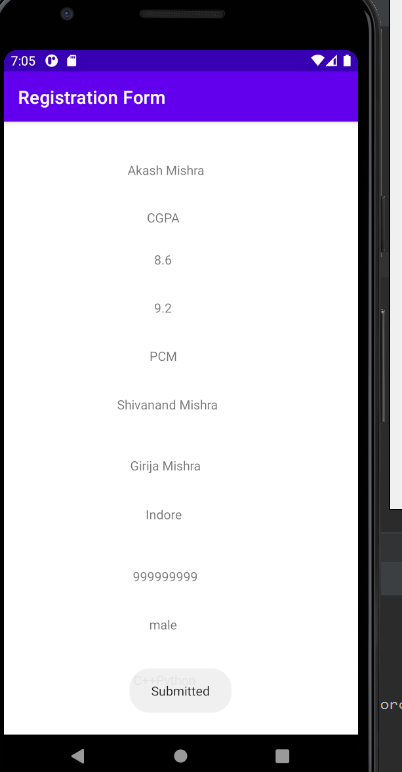 7:05
Registration Form
Akash Mishra
CGPA
8.6
9.2
PCM
Shivanand Mishra
Girija Mishra
Indore
999999999
male
C++Python
Submitted